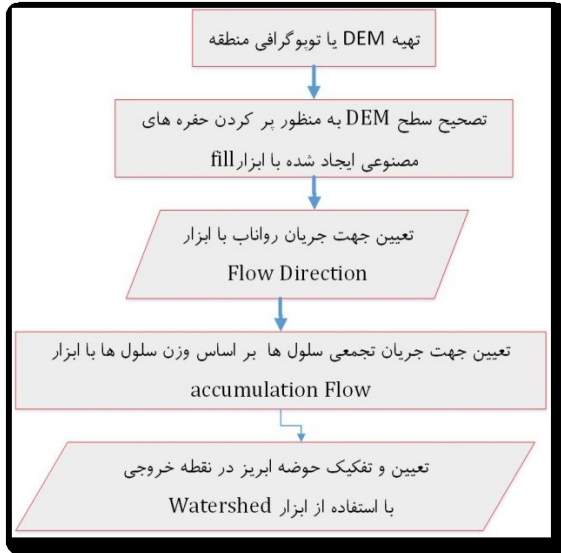 تهیه DEM یا توپوگرافی منطقه
تصحیح سطح DEM به منظور پر کردن حفره های
مصنوعی ایجاد شده با ابزار fill
تعیین جهت جریان رواناب با ابزار
Flow Direction
تعیین جهت جریان تجمعی سلول ها بر اساس وزن سلول ها با ابزار
accumulation Flow
تعیین و تفکیک حوضه ابریز در نقطه خروجی
با استفاده از ابزار Watershed